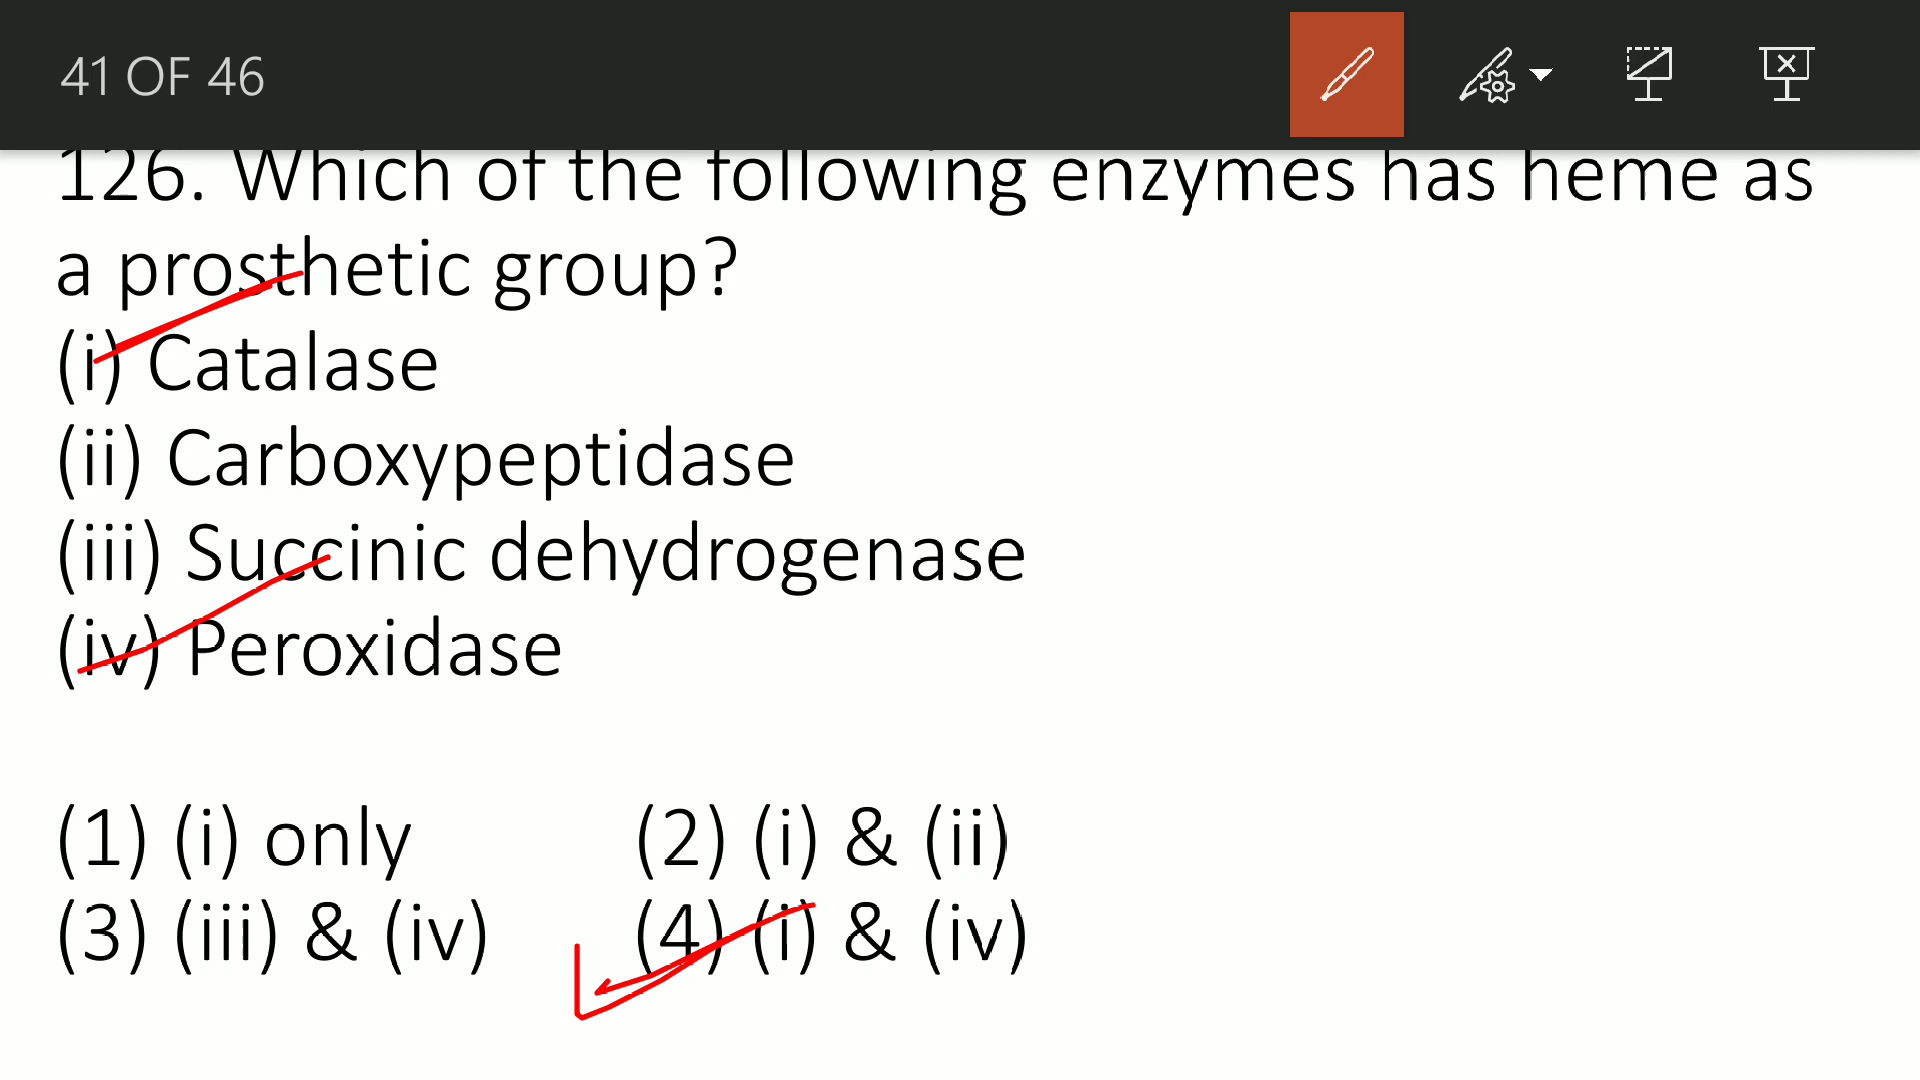 41 OF 46
126. Which of the following enzymes has heme as
a prosthetic group?
(i) Catalase
(ii) Carboxypeptidase
(iii) Succinic dehydrogenase
(iv) Peroxidase
(1) (i) only (2) (i) & (ii)
(3) (iii) & (iv) (4) (i) & (iv)